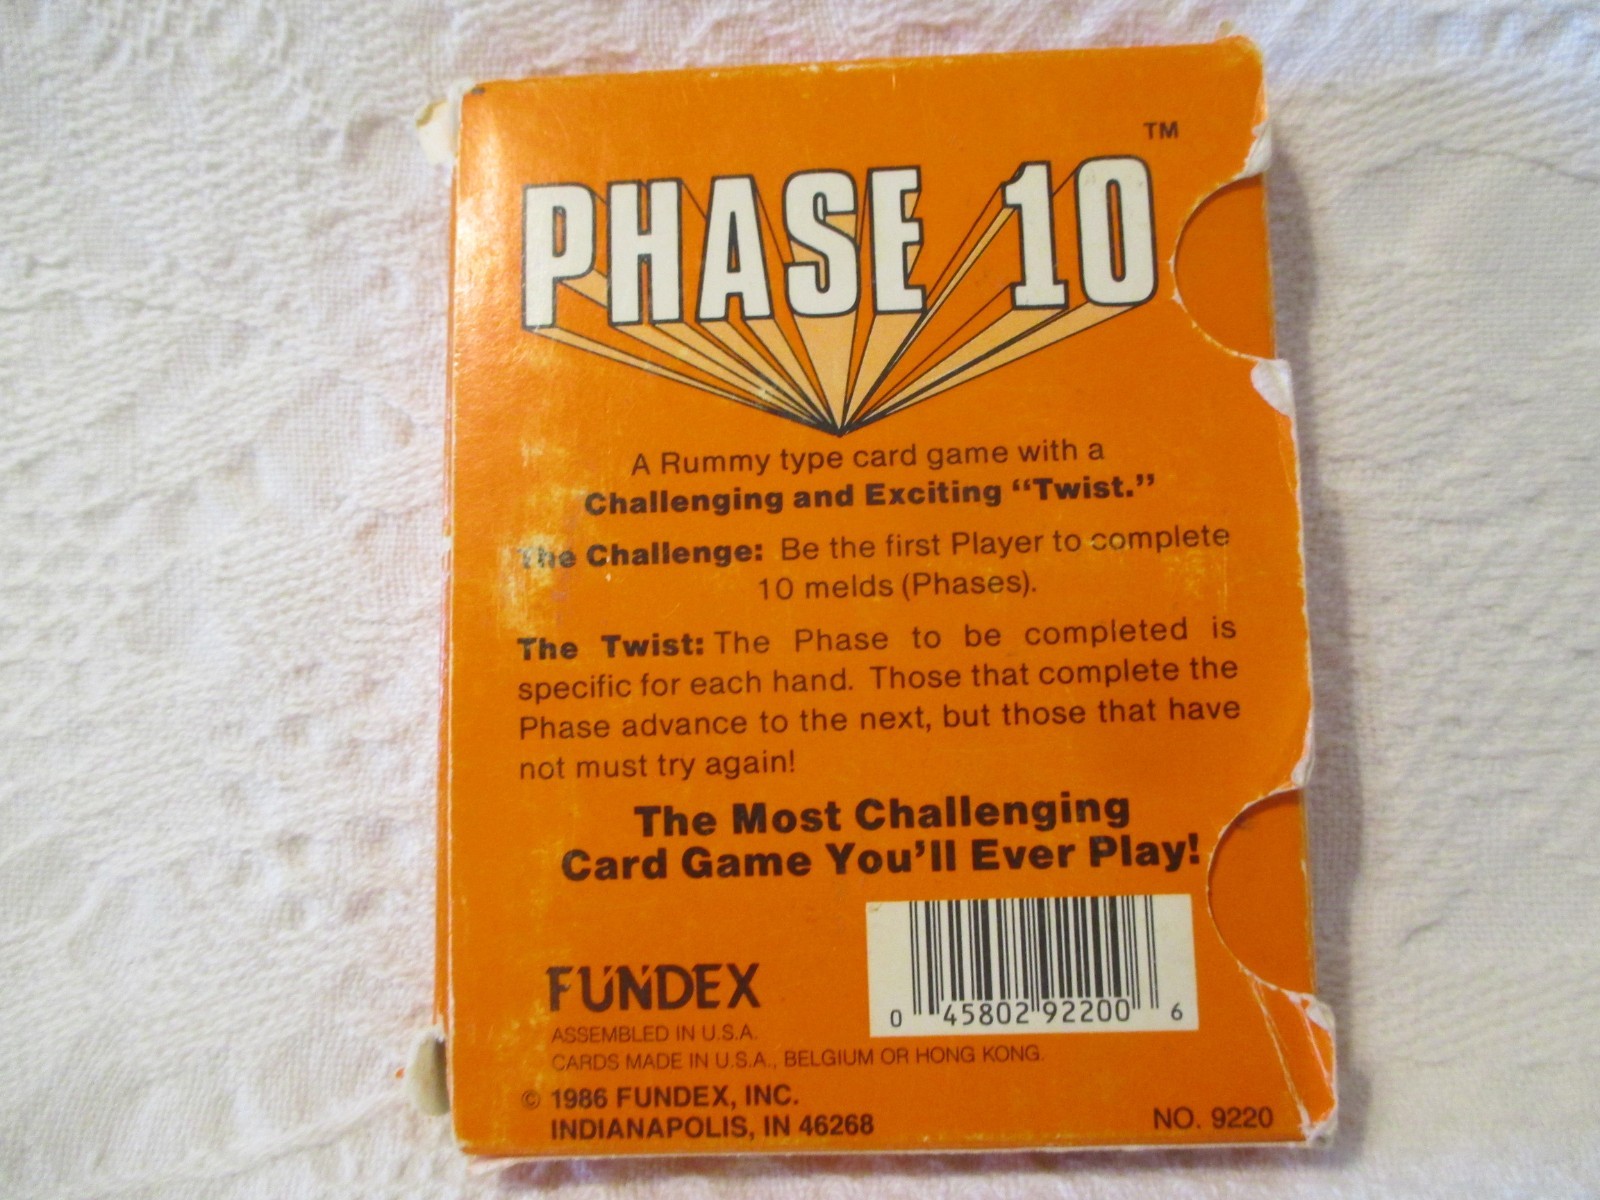 TM
PHASE 10
A Rummy type card game with a
Challenging and Exciting “Twist.”
The Challenge: Be the first Player to complete
10 melds (Phases).
The Twist: The Phase to be completed is
specific for each hand. Those that complete the
Phase advance to the next, but those that have
not must try again!
The Most Challenging
Card Game You’ll Ever Play!
FUNDEX
0 45802 92200 6
ASSEMBLED IN U.S.A.
CARDS MADE IN U.S.A., BELGIUM OR HONG KONG.
© 1986 FUNDEX, INC.
INDIANAPOLIS, IN 46268
NO. 9220